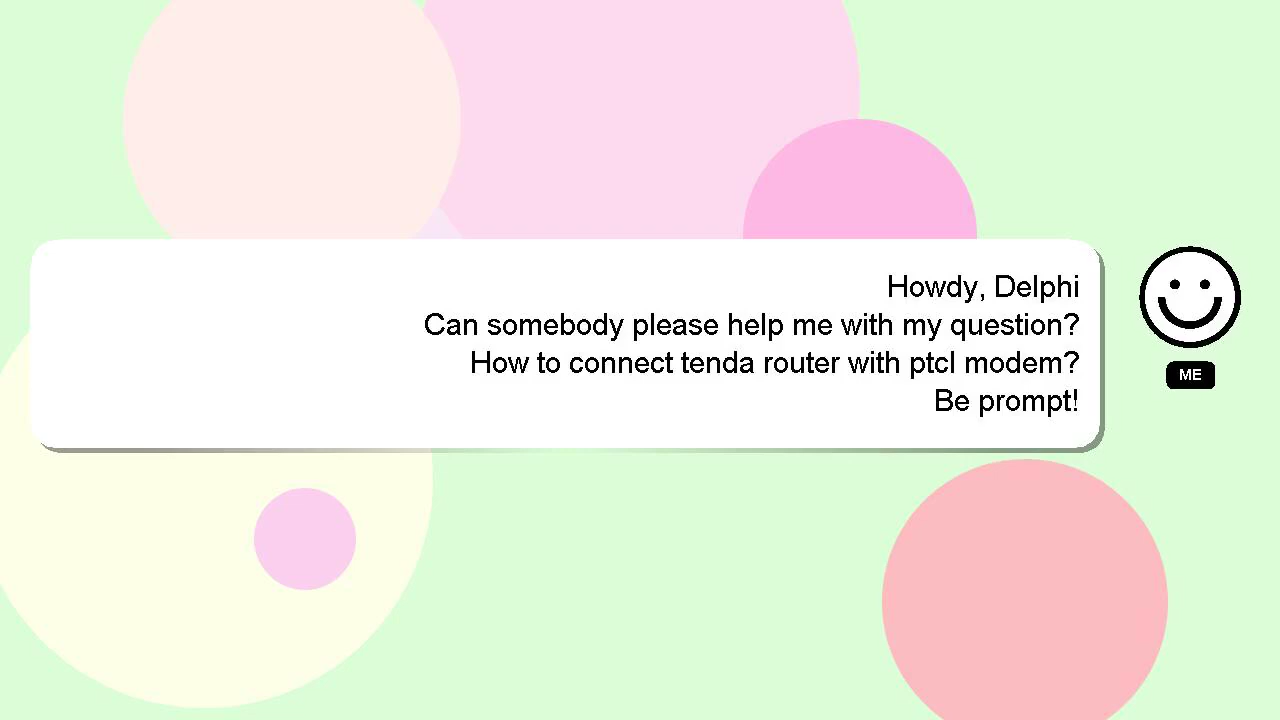 Howdy, Delphi
Can somebody please help me with my question?
How to connect tenda router with ptcl modem?
Be prompt!
ME